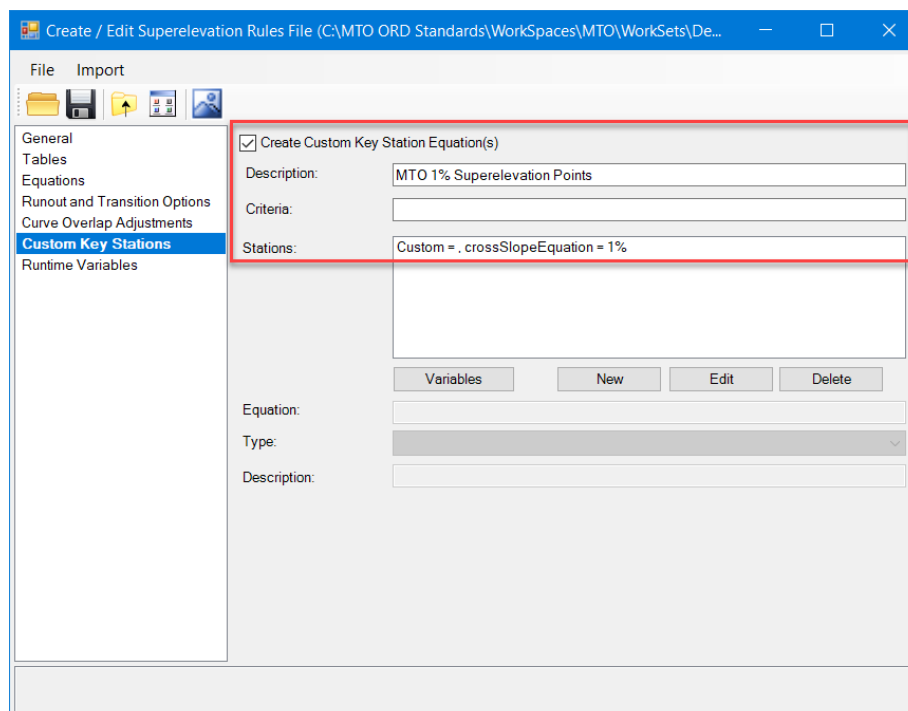 Create / Edit Superelevation Rules File (C:\MTO ORD Standards\WorkSpaces\MTO\WorkSets\De...
File Import
General
Tables
Equations
Runout and Transition Options
Curve Overlap Adjustments
Custom Key Stations
Runtime Variables
Create Custom Key Station Equation(s)
Description: MTO 1% Superelevation Points
Criteria:
Stations: Custom = , crossSlopeEquation = 1%
Variables New Edit Delete
Equation:
Type:
Description: